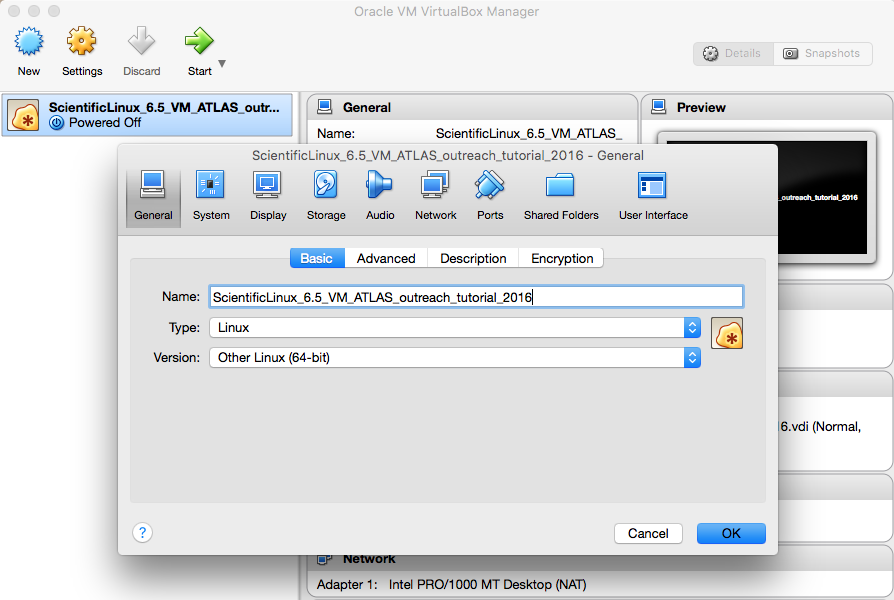 Oracle VM VirtualBox Manager
New
Settings
Discard
Start
Details
Snapshots
ScientificLinux_6.5_VM_ATLAS_outr...
Powered Off
General
Name: ScientificLinux_6.5_VM_ATLAS_
Preview
_outreach_tutorial_2016
ScientificLinux_6.5_VM_ATLAS_outreach_tutorial_2016 - General
General
System
Display
Storage
Audio
Network
Ports
Shared Folders
User Interface
Basic
Advanced
Description
Encryption
Name: ScientificLinux_6.5_VM_ATLAS_outreach_tutorial_2016
Type: Linux
Version: Other Linux (64-bit)
16.vdi (Normal,
?
Cancel
OK
Network
Adapter 1: Intel PRO/1000 MT Desktop (NAT)